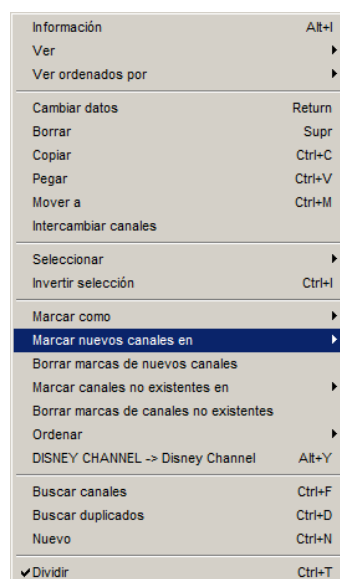 Información Alt+I
Ver
Ver ordenados por
Cambiar datos Return
Borrar Supr
Copiar Ctrl+C
Pegar Ctrl+V
Mover a Ctrl+M
Intercambiar canales
Seleccionar
Invertir selección Ctrl+I
Marcar como
Marcar nuevos canales en
Borrar marcas de nuevos canales
Marcar canales no existentes en
Borrar marcas de canales no existentes
Ordenar
DISNEY CHANNEL -> Disney Channel Alt+Y
Buscar canales Ctrl+F
Buscar duplicados Ctrl+D
Nuevo Ctrl+N
Dividir Ctrl+T